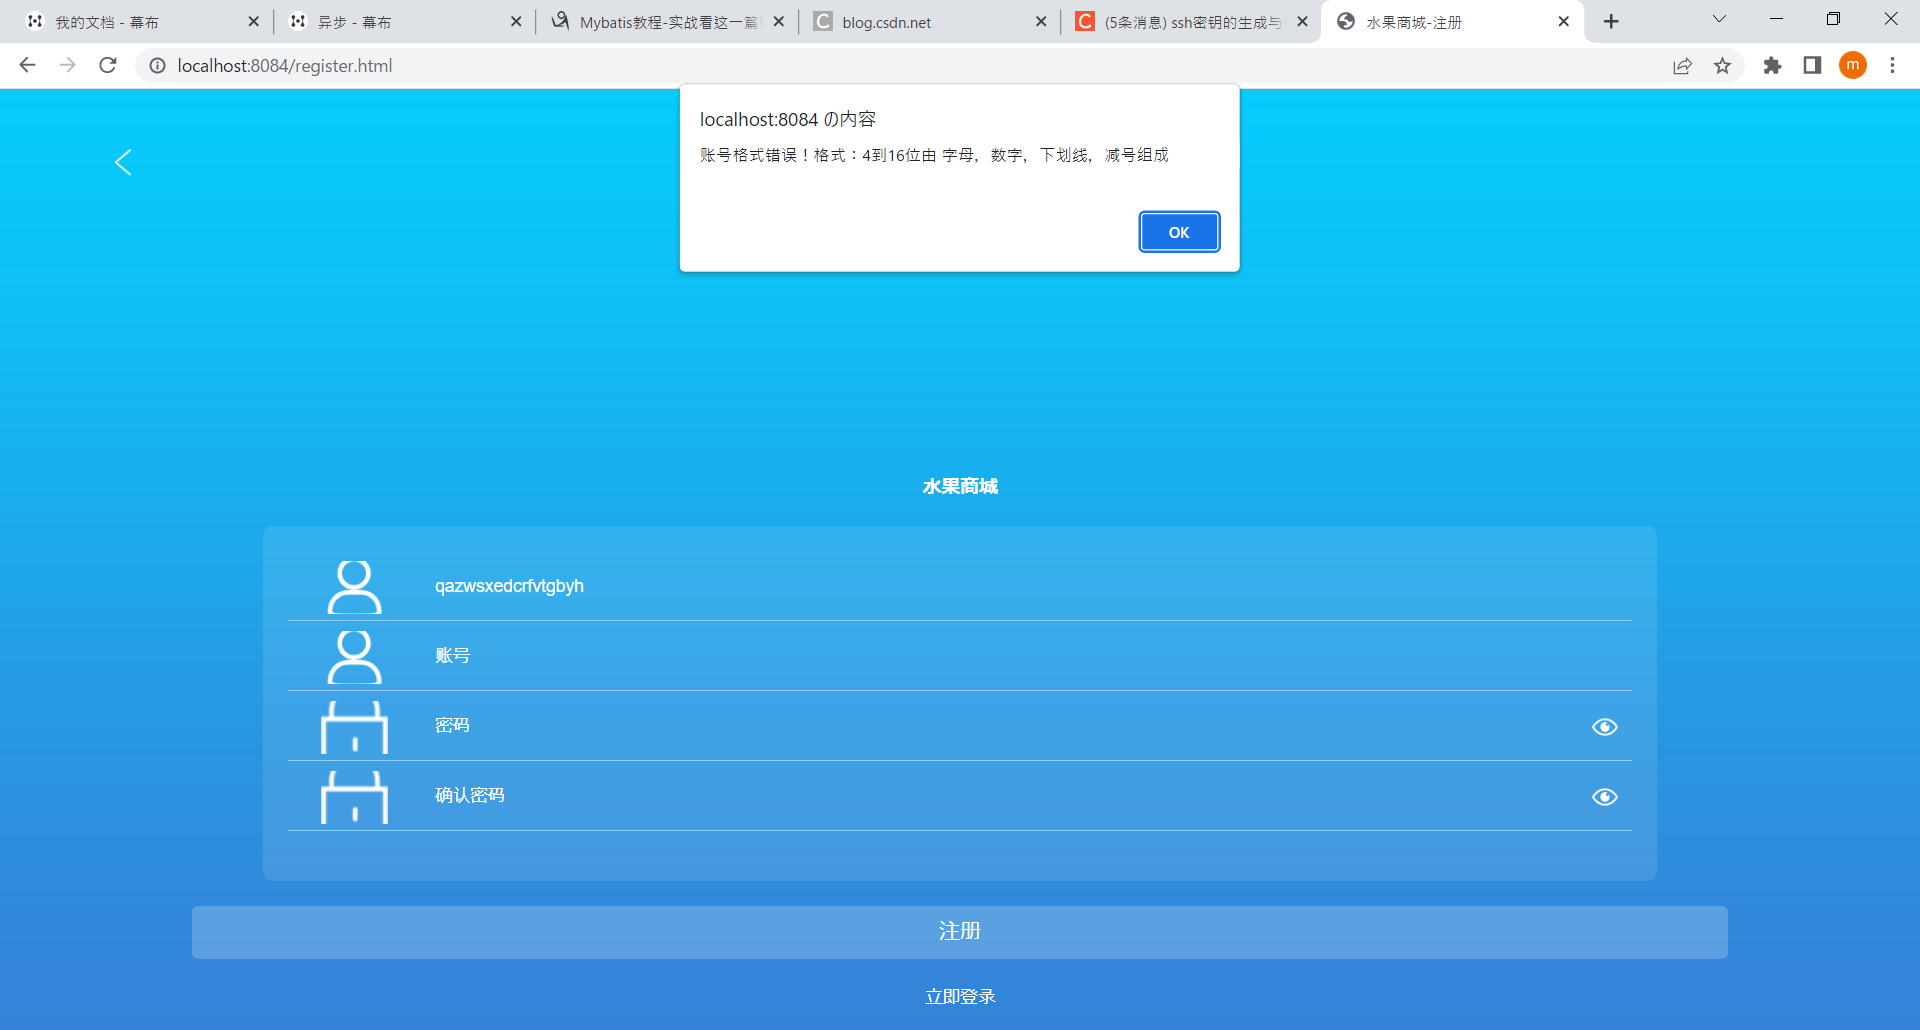 我的文档 - 幕布
异步 - 幕布
Mybatis教程-实战看这一篇
blog.csdn.net
(5条消息) ssh密钥的生成与
水果商城-注册
localhost:8084/register.html
m
localhost:8084 の内容
账号格式错误！格式：4到16位由 字母，数字，下划线，减号组成
OK
水果商城
qazwsxedcrfvtgbyh
账号
密码
确认密码
注册
立即登录